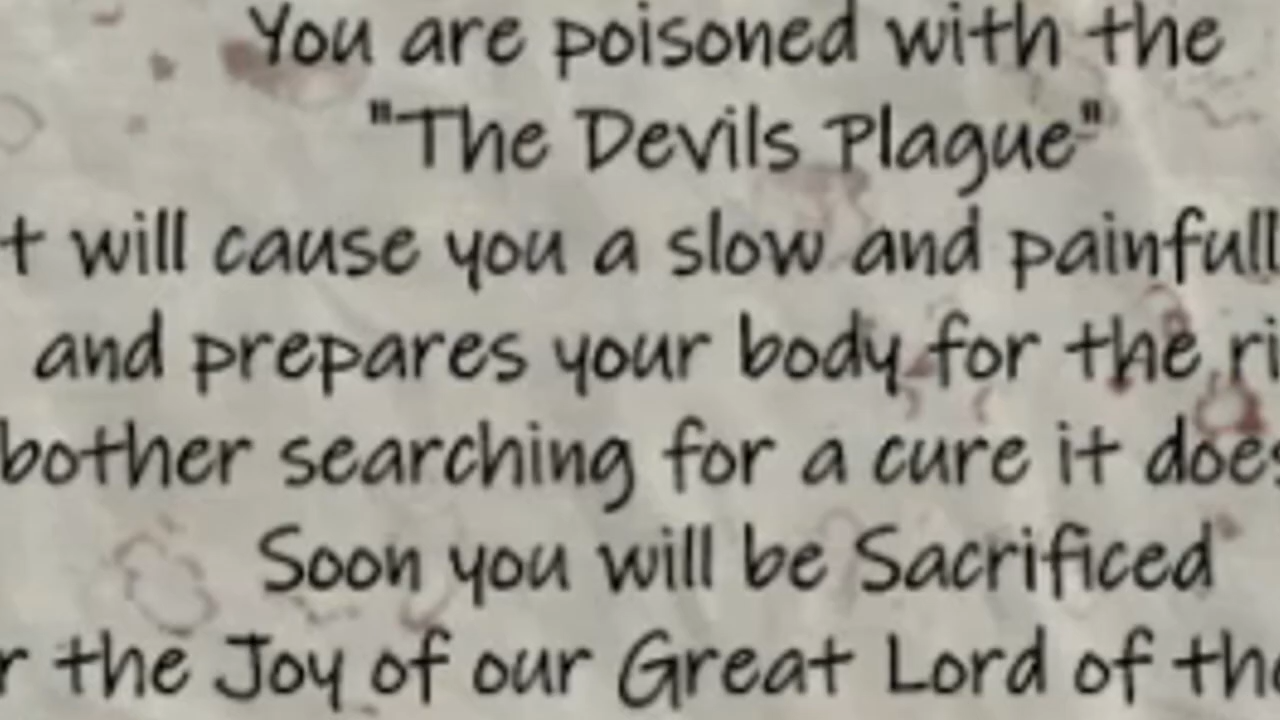 You are poisoned with the
"The Devils Plague"
t will cause you a slow and painfull
and prepares your body for the ri
bother searching for a cure it does
Soon you will be Sacrificed
r the Joy of our Great Lord of the